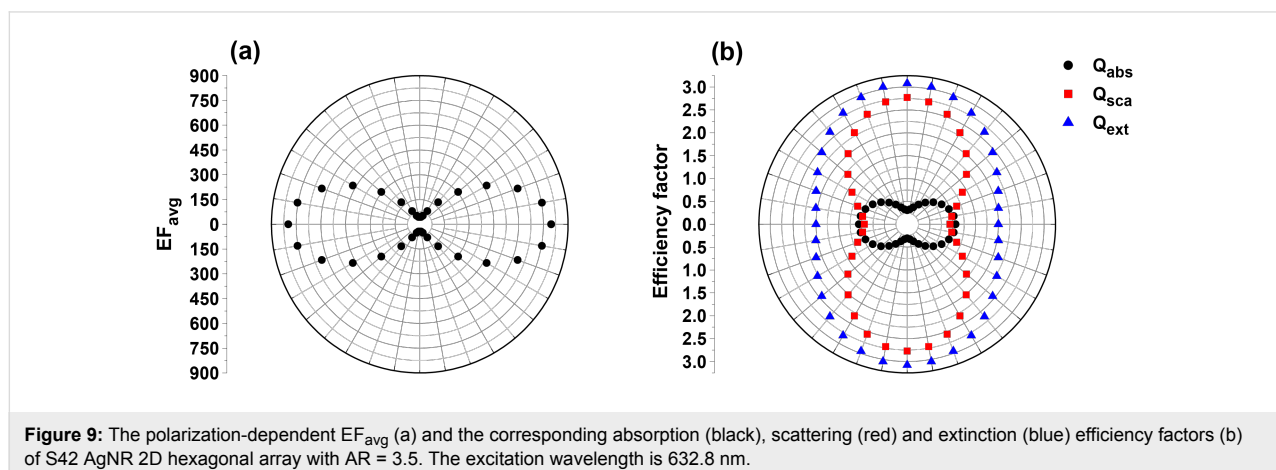 (a)
EFavg
900
750
600
450
300
150
0
150
300
450
600
750
900
(b)
Efficiency factor
3.0
2.5
2.0
1.5
1.0
0.5
0.0
0.5
1.0
1.5
2.0
2.5
3.0
Qabs
Qsca
Qext
Figure 9: The polarization-dependent EFavg (a) and the corresponding absorption (black), scattering (red) and extinction (blue) efficiency factors (b)
of S42 AgNR 2D hexagonal array with AR = 3.5. The excitation wavelength is 632.8 nm.